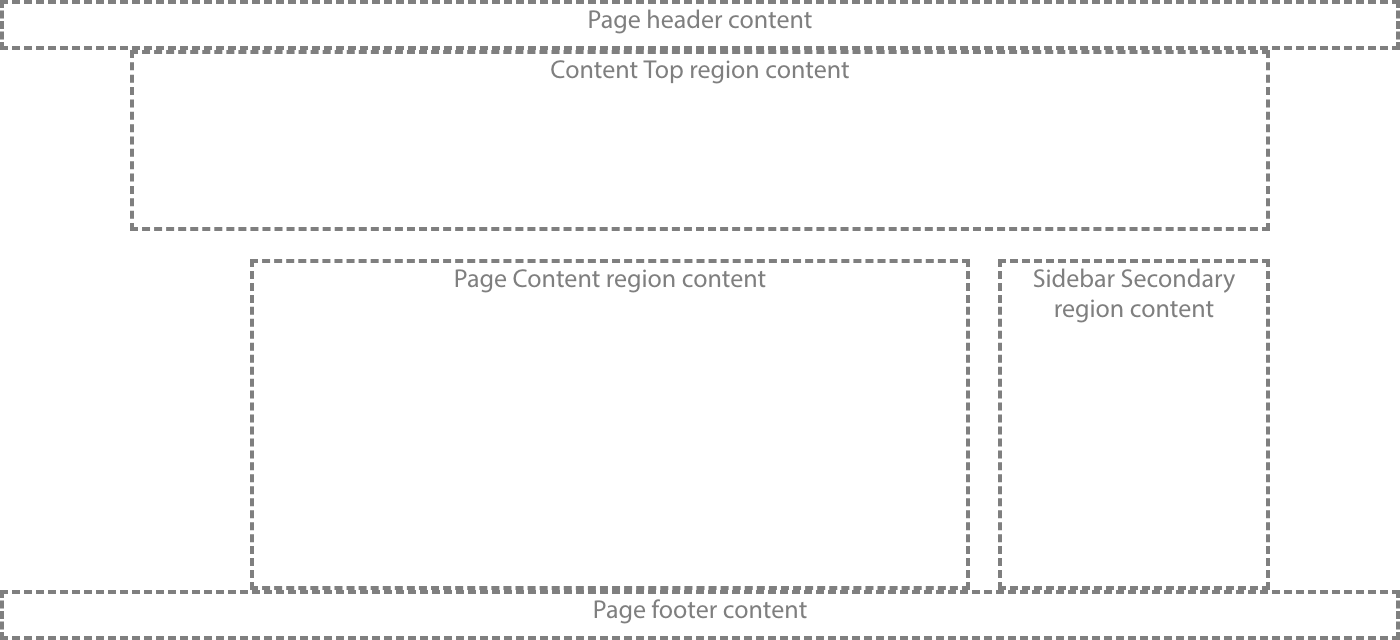 Page header content
Content Top region content
Page Content region content
Sidebar Secondary
region content
Page footer content